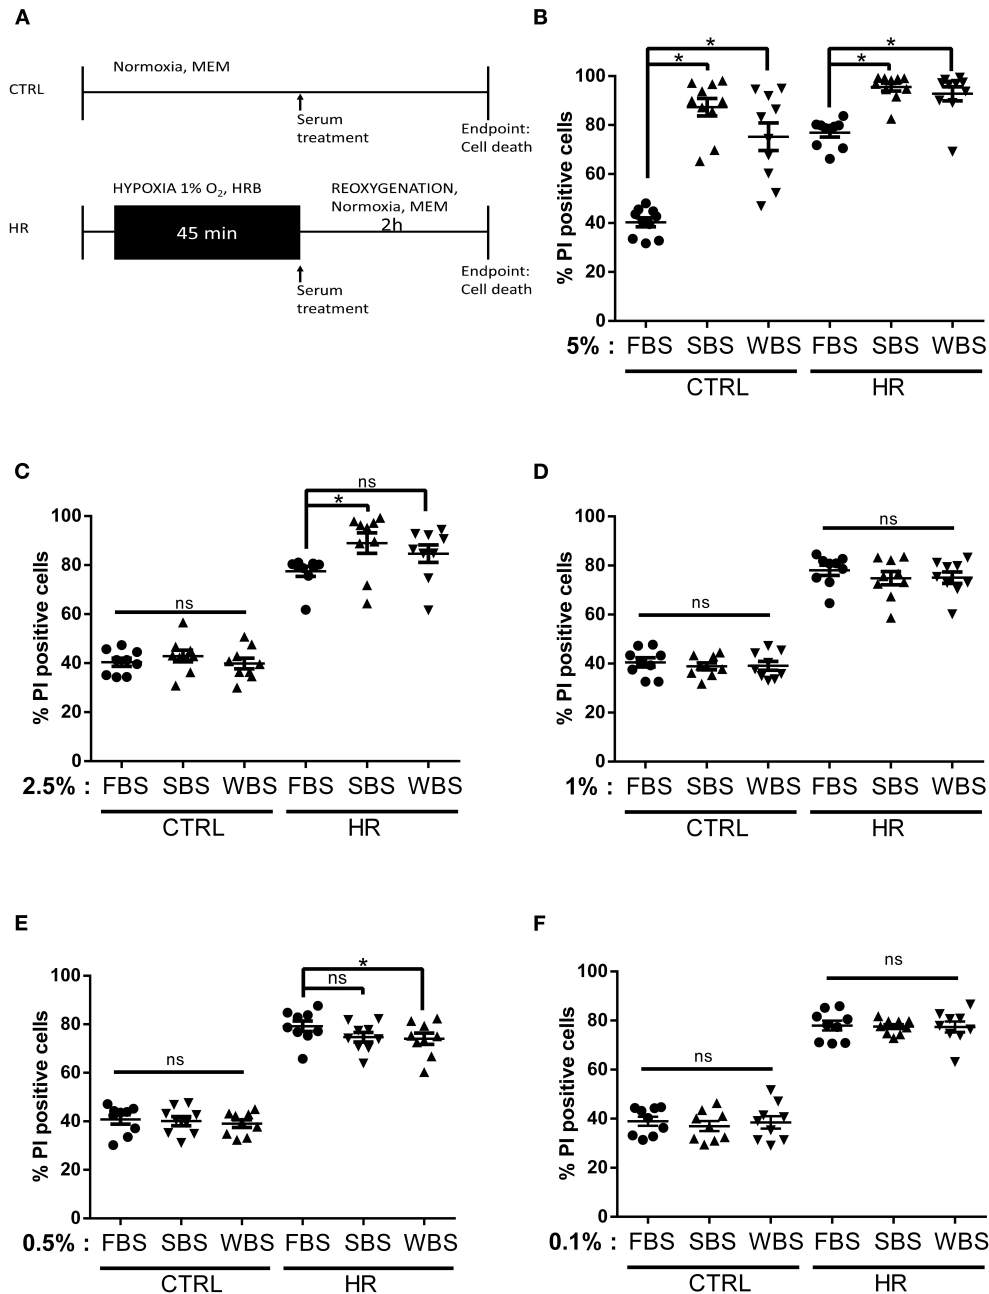 A
Normoxia, MEM
CTRL
Serum
treatment
Endpoint:
Cell death
HYPOXIA 1% O2, HRB
REOXYGENATION,
Normoxia, MEM
2h
HR
45 min
Serum
treatment
Endpoint:
Cell death
B
*
*
*
*
% PI positive cells
100
80
60
40
20
0
5% : FBS SBS WBS FBS SBS WBS
CTRL HR
C
ns
*
ns
% PI positive cells
100
80
60
40
20
0
2.5% : FBS SBS WBS FBS SBS WBS
CTRL HR
D
ns
ns
% PI positive cells
100
80
60
40
20
0
1% : FBS SBS WBS FBS SBS WBS
CTRL HR
E
*
ns
ns
% PI positive cells
100
80
60
40
20
0
0.5% : FBS SBS WBS FBS SBS WBS
CTRL HR
F
ns
ns
% PI positive cells
100
80
60
40
20
0
0.1% : FBS SBS WBS FBS SBS WBS
CTRL HR